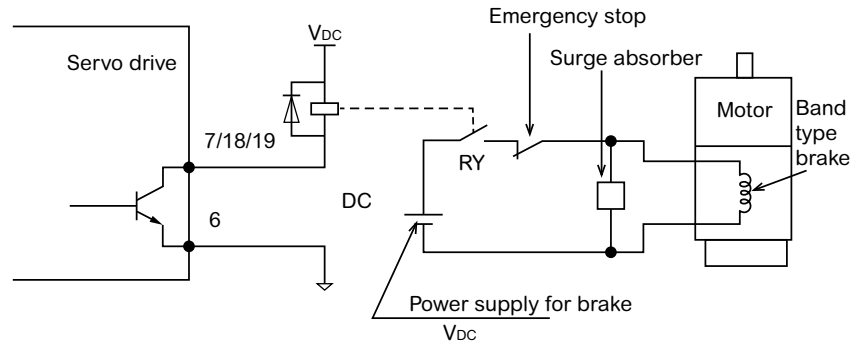 Emergency stop
VDC
Surge absorber
Servo drive
Motor
Band
type
brake
7/18/19
RY
DC
6
Power supply for brake
VDC